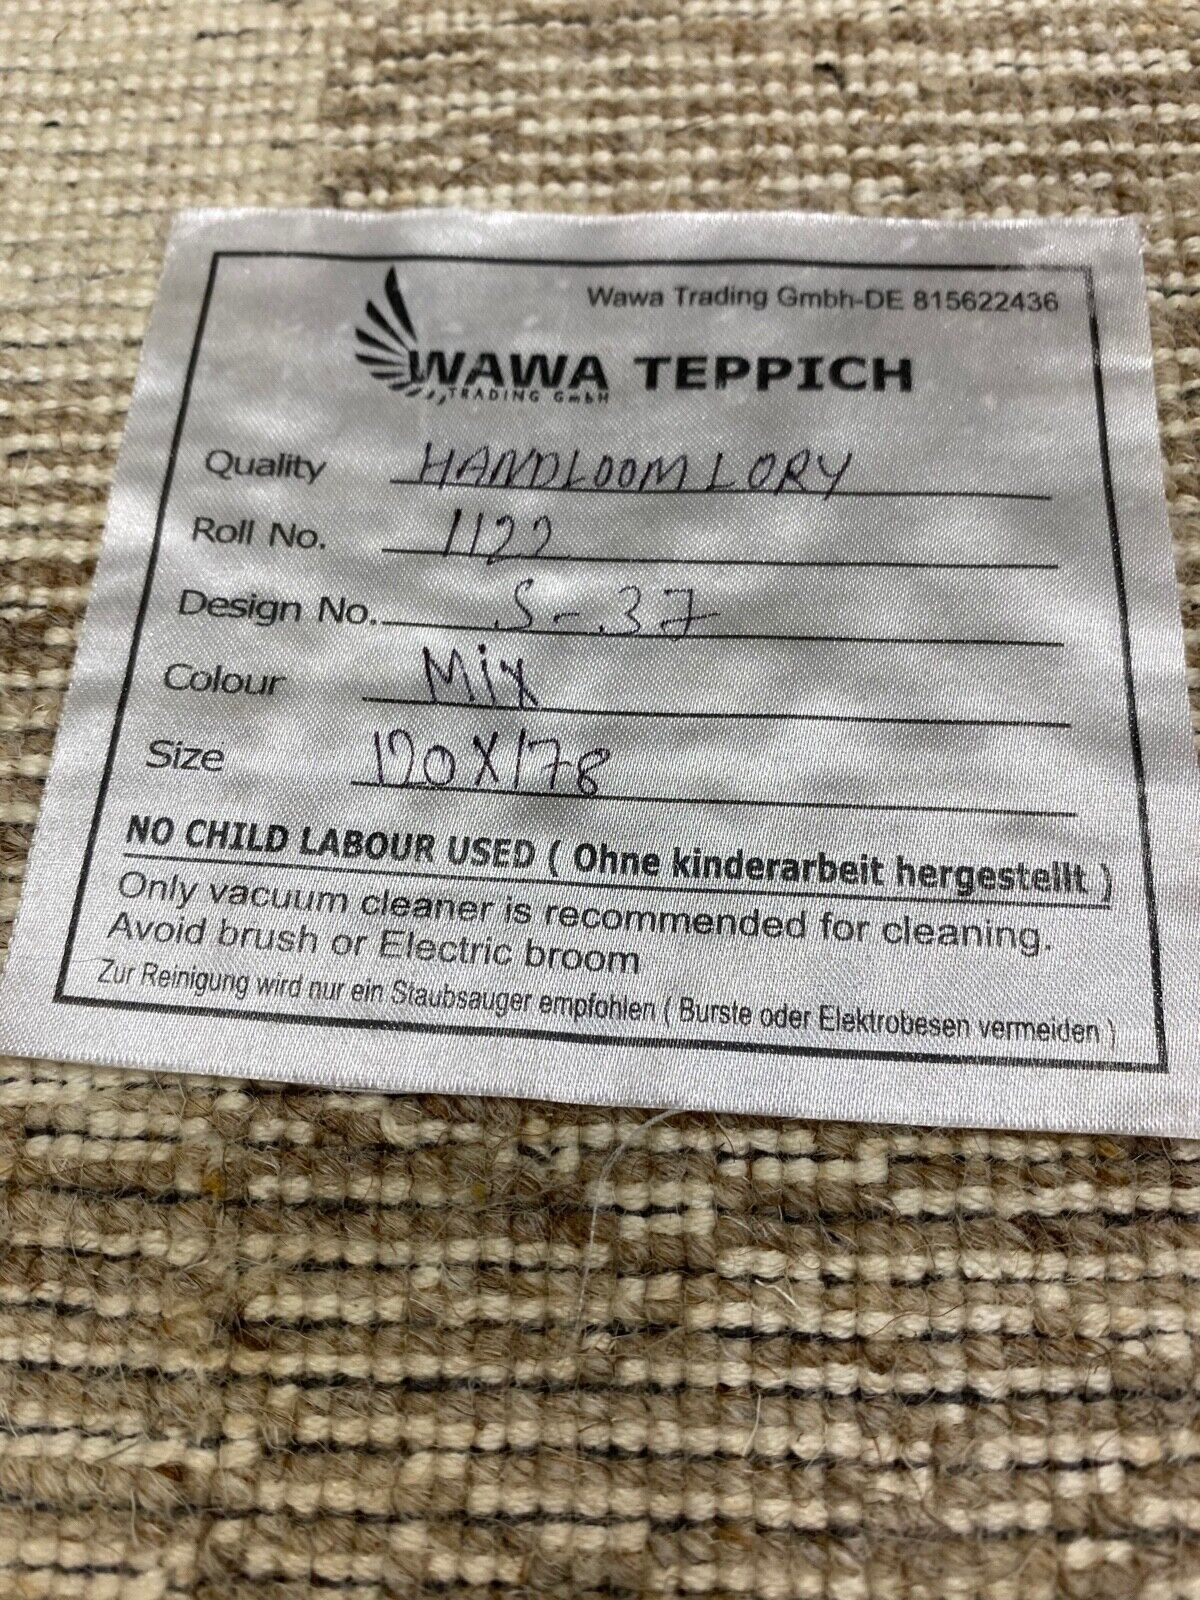 Wawa Trading Gmbh-DE 815622436
WAWA TEPPICH
TRADING GmbH
Quality HANDLOOM LORY
Roll No. 1122
Design No. S-37
Colour Mix
Size 120X178
NO CHILD LABOUR USED ( Ohne kinderarbeit hergestellt )
Only vacuum cleaner is recommended for cleaning.
Avoid brush or Electric broom
Zur Reinigung wird nur ein Staubsauger empfohlen ( Burste oder Elektrobesen vermeiden )